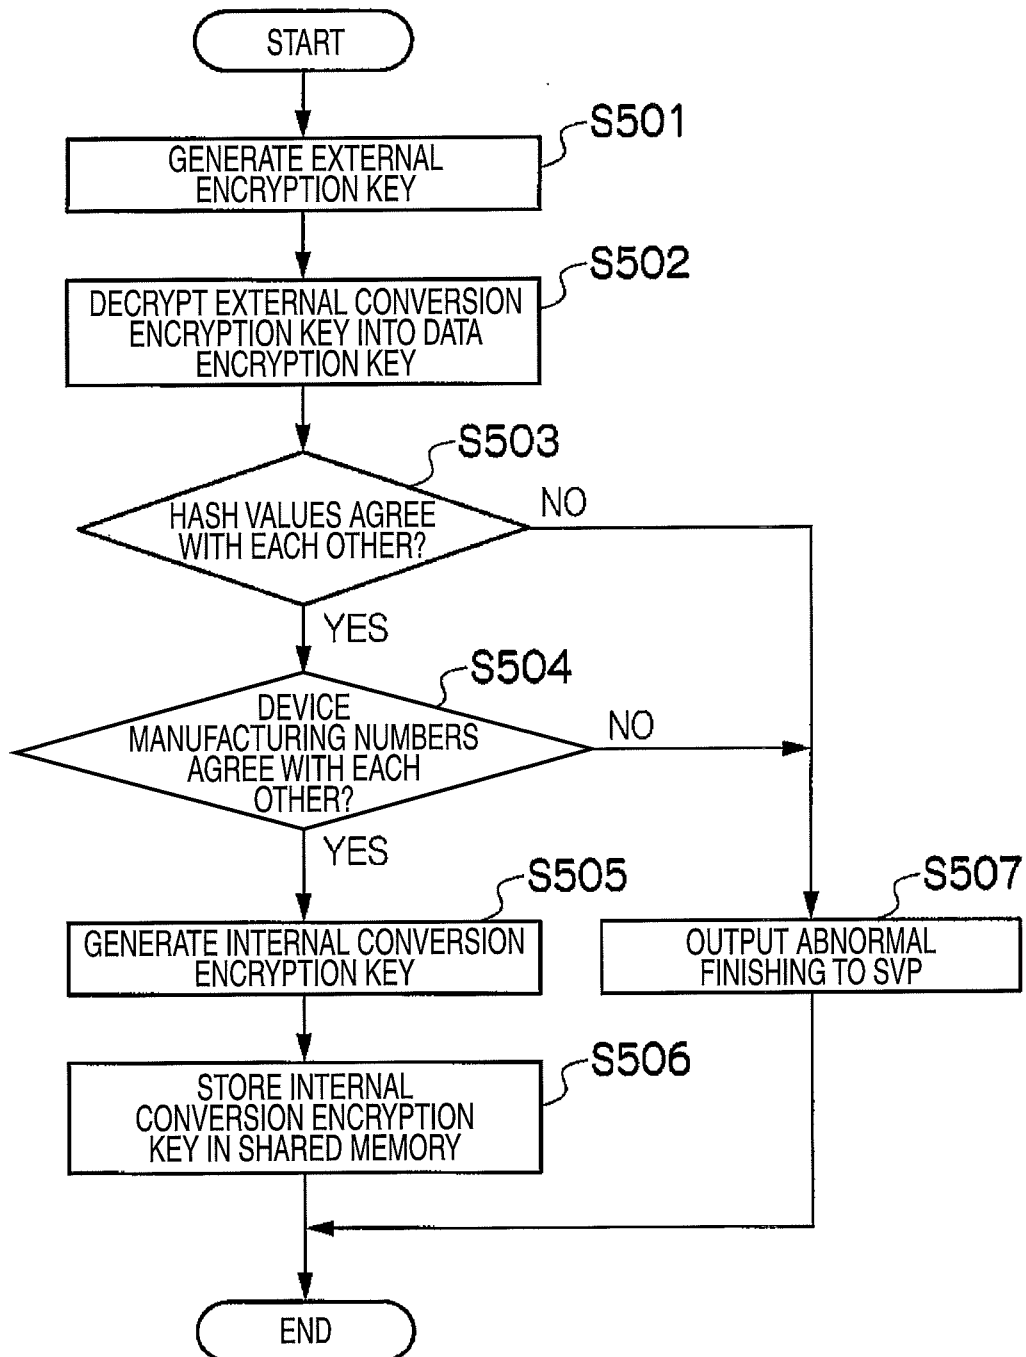 START
S501
GENERATE EXTERNAL
ENCRYPTION KEY
S502
DECRYPT EXTERNAL CONVERSION
ENCRYPTION KEY INTO DATA
ENCRYPTION KEY
S503
HASH VALUES AGREE
WITH EACH OTHER?
NO
YES
S504
DEVICE
MANUFACTURING NUMBERS
AGREE WITH EACH
OTHER?
NO
YES
S505
GENERATE INTERNAL CONVERSION
ENCRYPTION KEY
S507
OUTPUT ABNORMAL
FINISHING TO SVP
S506
STORE INTERNAL
CONVERSION ENCRYPTION
KEY IN SHARED MEMORY
END